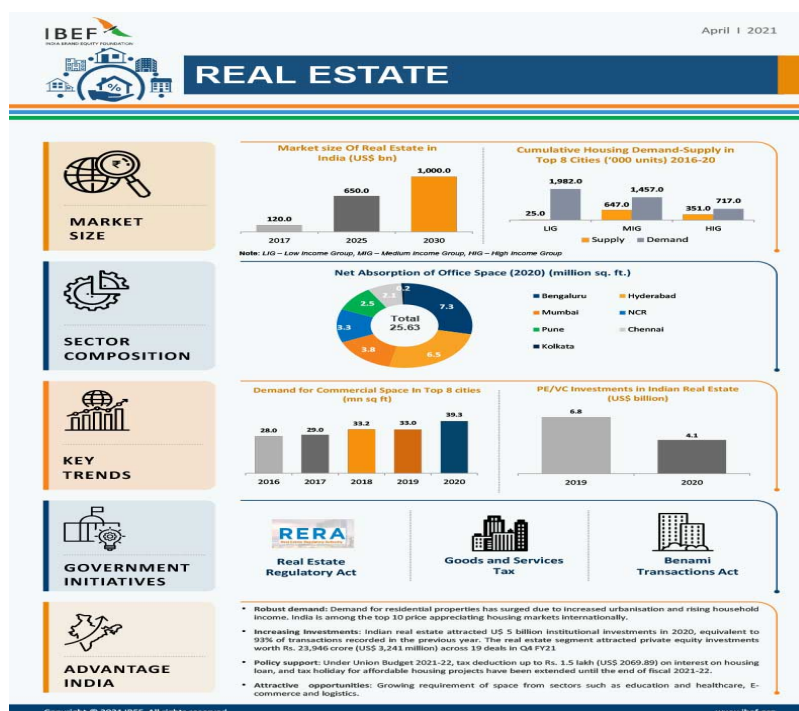 IBEF
INDIA BRAND EQUITY FOUNDATION
April I 2021
%
REAL ESTATE
MARKET
SIZE
Market size Of Real Estate in
India (US$ bn)
120.0
650.0
1,000.0
2017
2025
2030
Cumulative Housing Demand-Supply in
Top 8 Cities ('000 units) 2016-20
25.0
1,982.0
647.0
1,457.0
351.0
717.0
LIG
MIG
HIG
Supply
Demand
Note: LIG – Low Income Group, MIG – Medium Income Group, HIG – High Income Group
SECTOR
COMPOSITION
Net Absorption of Office Space (2020) (million sq. ft.)
0.2
2.1
2.5
7.3
Total
25.63
3.3
3.8
6.5
Bengaluru
Hyderabad
Mumbai
NCR
Pune
Chennai
Kolkata
KEY
TRENDS
Demand for Commercial Space In Top 8 cities
(mn sq ft)
28.0
29.0
33.2
33.0
39.3
2016
2017
2018
2019
2020
PE/VC Investments in Indian Real Estate
(US$ billion)
6.8
4.1
2019
2020
GOVERNMENT
INITIATIVES
RERA
Real Estate
Regulatory Act
Goods and Services
Tax
Benami
Transactions Act
ADVANTAGE
INDIA
• Robust demand: Demand for residential properties has surged due to increased urbanisation and rising household
income. India is among the top 10 price appreciating housing markets internationally.
• Increasing Investments: Indian real estate attracted U$ 5 billion institutional investments in 2020, equivalent to
93% of transactions recorded in the previous year. The real estate segment attracted private equity investments
worth Rs. 23,946 crore (US$ 3,241 million) across 19 deals in Q4 FY21
• Policy support: Under Union Budget 2021-22, tax deduction up to Rs. 1.5 lakh (US$ 2069.89) on interest on housing
loan, and tax holiday for affordable housing projects have been extended until the end of fiscal 2021-22.
• Attractive opportunities: Growing requirement of space from sectors such as education and healthcare, E-
commerce and logistics.